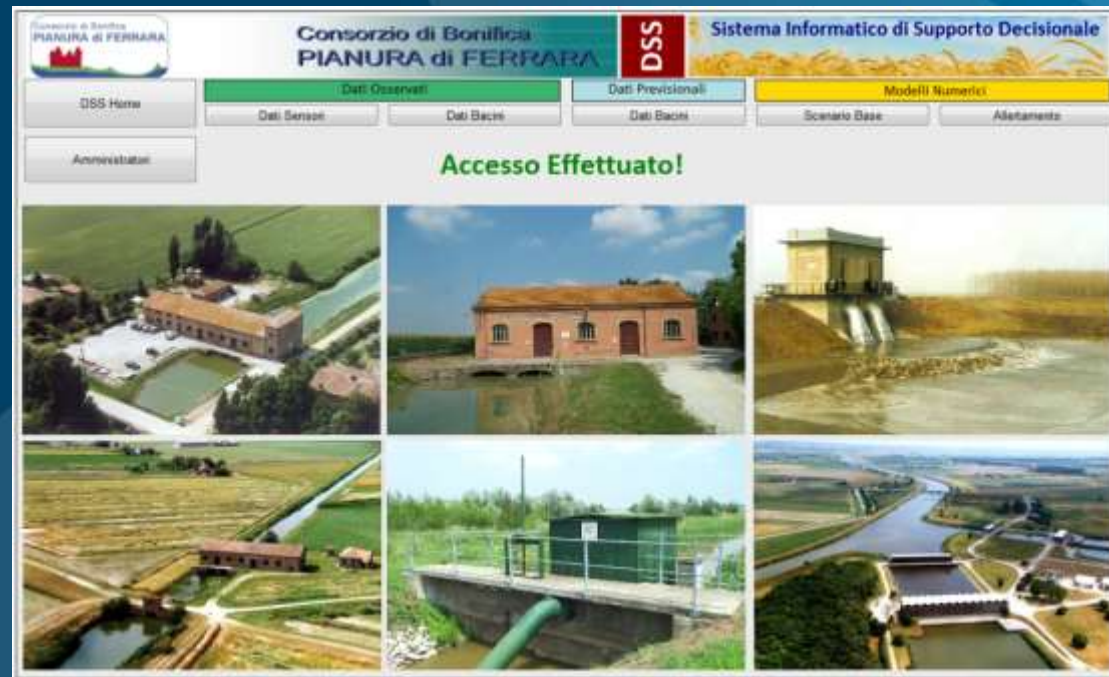 Consorzio di Bonifica
PIANURA di FERRARA
Consorzio di Bonifica
PIANURA di FERRARA
DSS
Sistema Informatico di Supporto Decisionale
DSS Home
Dati Osservati
Dati Previsionali
Modelli Numerici
Dati Sensori
Dati Bacini
Dati Bacini
Scenario Base
Allertamento
Amministratori
Accesso Effettuato!